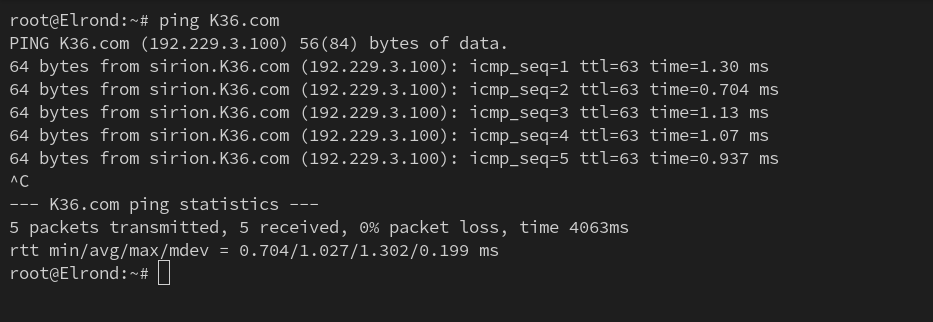 root@Elrond:~# ping K36.com
PING K36.com (192.229.3.100) 56(84) bytes of data.
64 bytes from sirion.K36.com (192.229.3.100): icmp_seq=1 ttl=63 time=1.30 ms
64 bytes from sirion.K36.com (192.229.3.100): icmp_seq=2 ttl=63 time=0.704 ms
64 bytes from sirion.K36.com (192.229.3.100): icmp_seq=3 ttl=63 time=1.13 ms
64 bytes from sirion.K36.com (192.229.3.100): icmp_seq=4 ttl=63 time=1.07 ms
64 bytes from sirion.K36.com (192.229.3.100): icmp_seq=5 ttl=63 time=0.937 ms
^C
--- K36.com ping statistics ---
5 packets transmitted, 5 received, 0% packet loss, time 4063ms
rtt min/avg/max/mdev = 0.704/1.027/1.302/0.199 ms
root@Elrond:~#